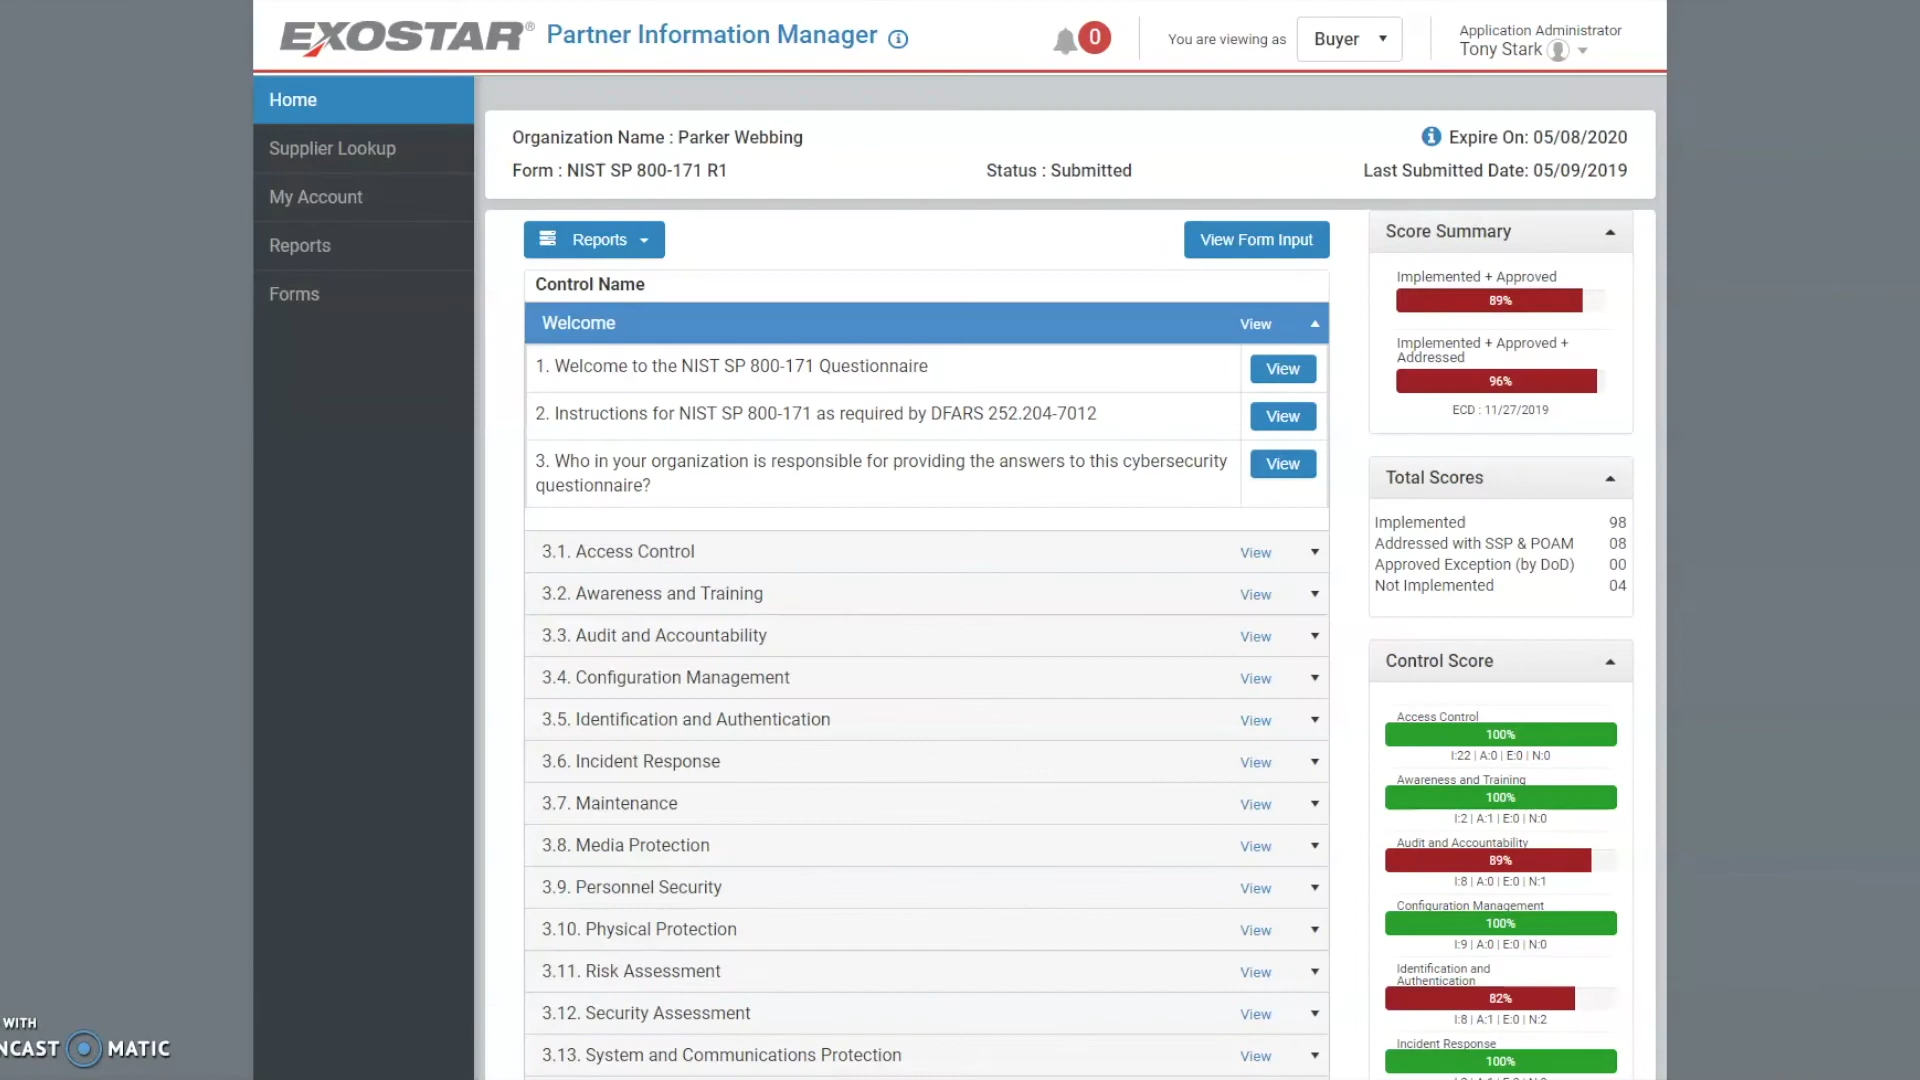 EXOSTAR® Partner Information Manager
0
You are viewing as
Buyer
Application Administrator
Tony Stark
Home
Supplier Lookup
My Account
Reports
Forms
Organization Name : Parker Webbing
Expire On: 05/08/2020
Form : NIST SP 800-171 R1
Status : Submitted
Last Submitted Date: 05/09/2019
Reports
View Form Input
Control Name
Welcome View
1. Welcome to the NIST SP 800-171 Questionnaire View
2. Instructions for NIST SP 800-171 as required by DFARS 252.204-7012 View
3. Who in your organization is responsible for providing the answers to this cybersecurity View
questionnaire?
3.1. Access Control View
3.2. Awareness and Training View
3.3. Audit and Accountability View
3.4. Configuration Management View
3.5. Identification and Authentication View
3.6. Incident Response View
3.7. Maintenance View
3.8. Media Protection View
3.9. Personnel Security View
3.10. Physical Protection View
3.11. Risk Assessment View
3.12. Security Assessment View
3.13. System and Communications Protection View
Score Summary
Implemented + Approved
89%
Implemented + Approved +
Addressed
96%
ECD : 11/27/2019
Total Scores
Implemented 98
Addressed with SSP & POAM 08
Approved Exception (by DoD) 00
Not Implemented 04
Control Score
Access Control
100%
I:22 | A:0 | E:0 | N:0
Awareness and Training
100%
I:2 | A:1 | E:0 | N:0
Audit and Accountability
89%
I:8 | A:0 | E:0 | N:1
Configuration Management
100%
I:9 | A:0 | E:0 | N:0
Identification and
Authentication
82%
I:8 | A:1 | E:0 | N:2
Incident Response
100%
WITH
NCAST MATIC